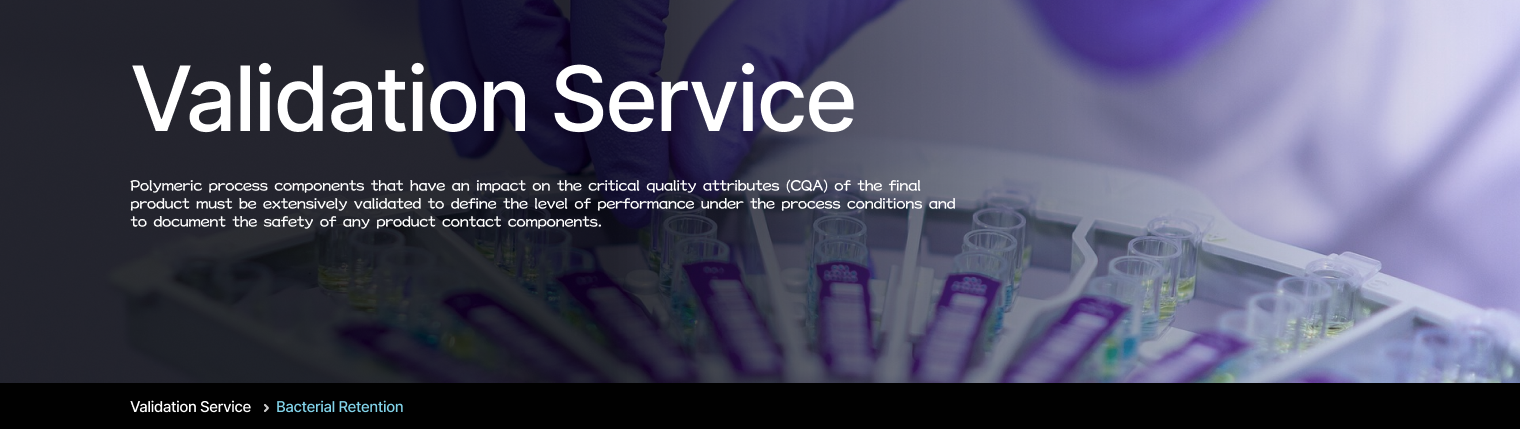 Validation Service
Polymeric process components that have an impact on the critical quality attributes (CQA) of the final
product must be extensively validated to define the level of performance under the process conditions and
to document the safety of any product contact components.
Validation Service > Bacterial Retention